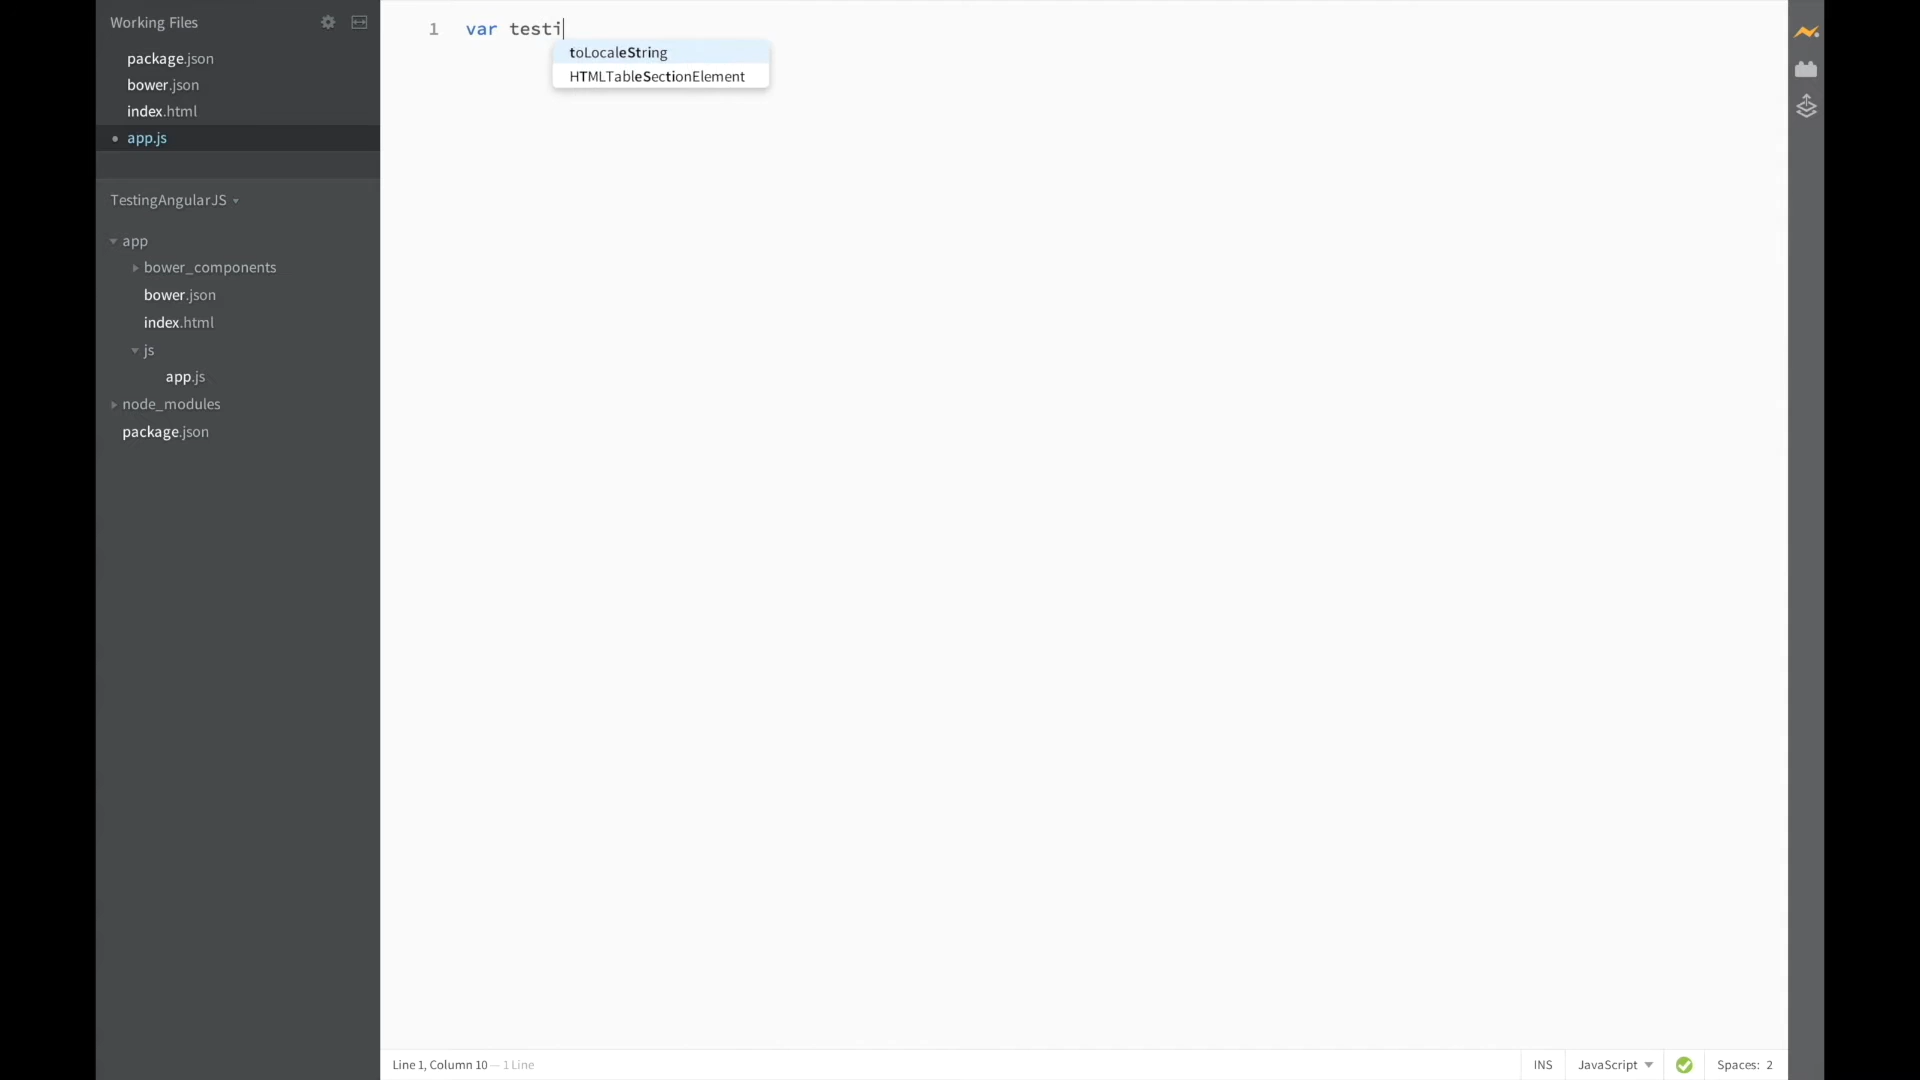 Working Files
package.json
bower.json
index.html
app.js
TestingAngularJS
app
bower_components
bower.json
index.html
js
app.js
node_modules
package.json
1 var testi
toLocaleString
HTMLTableSectionElement
Line 1, Column 10 — 1 Line
INS JavaScript Spaces: 2